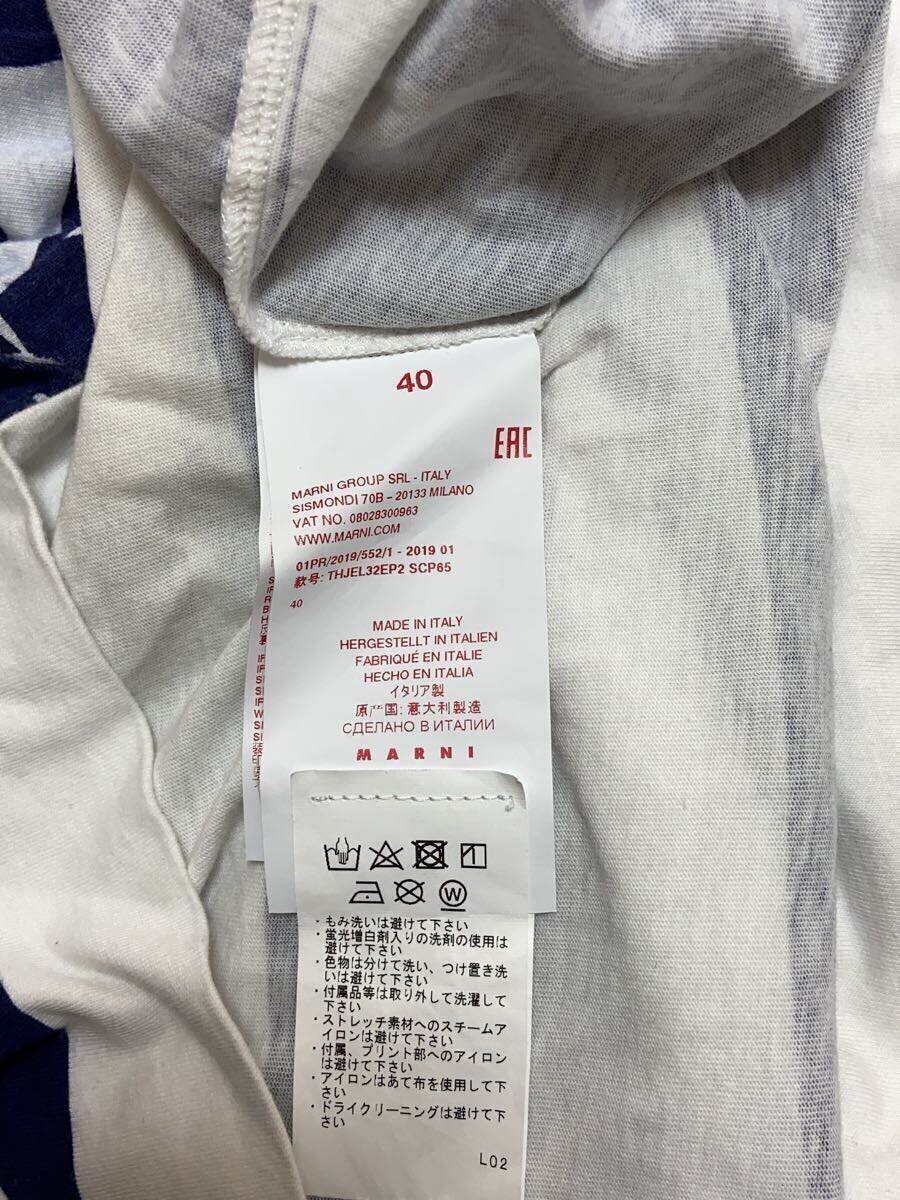 40
EAC
MARNI GROUP SRL - ITALY
SISMONDI 70B - 20133 MILANO
VAT NO. 08028300963
WWW.MARNI.COM
01PR/2019/552/1 - 2019 01
款号: THJEL32EP2 SCP65
40
MADE IN ITALY
HERGESTELLT IN ITALIEN
FABRIQUÉ EN ITALIE
HECHO EN ITALIA
イタリア製
原产国: 意大利製造
СДЕЛАНО В ИТАЛИИ
MARNI
1
W
・もみ洗いは避けて下さい
・蛍光増白剤入りの洗剤の使用は
避けて下さい
・色物は分けて洗い、つけ置き洗
いは避けて下さい
・付属品等は取り外して洗濯して
下さい
・ストレッチ素材へのスチームア
イロンは避けて下さい
・付属、プリント部へのアイロン
は避けて下さい
・アイロンはあて布を使用して下
さい
・ドライクリーニングは避けて下
さい
L02